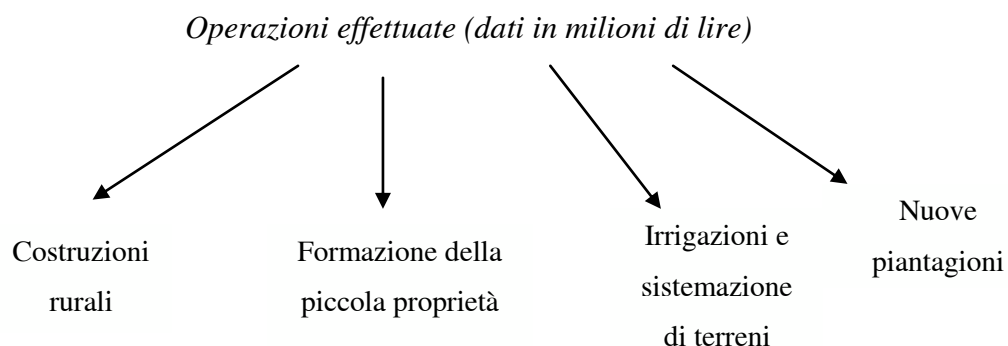 Operazioni effettuate (dati in milioni di lire)
Costruzioni
rurali
Formazione della
piccola proprietà
Irrigazioni e
sistemazione
di terreni
Nuove
piantagioni